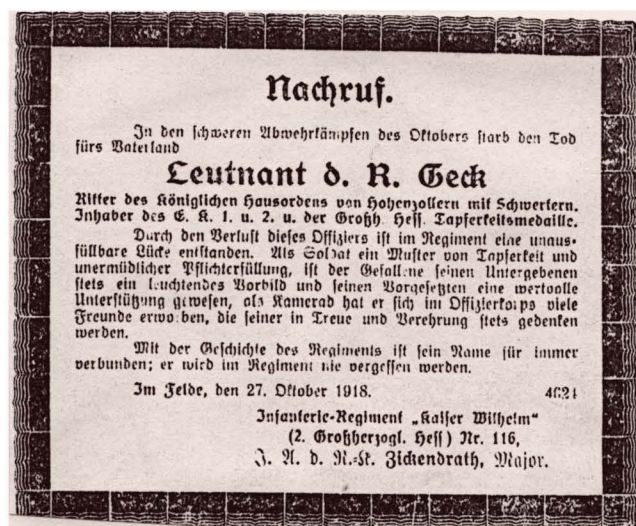 Nachruf.
In den schweren Abwehrkämpfen des Oktobers starb den Tod
fürs Vaterland
Leutnant d. R. Geck
Ritter des Königlichen Hausordens von Hohenzollern mit Schwertern.
Inhaber des E. K. 1. u. 2. u. der Großh. Hess. Tapferkeitsmedaille.
Durch den Verlust dieses Offiziers ist im Regiment eine unaus-
füllbare Lücke entstanden. Als Soldat ein Muster von Tapferkeit und
unermüdlicher Pflichterfüllung, ist der Gefallene seinen Untergebenen
stets ein leuchtendes Vorbild und seinen Vorgesetzten eine wertvolle
Unterstützung gewesen, als Kamerad hat er sich im Offizierkorps viele
Freunde erworben, die seiner in Treue und Verehrung stets gedenken
werden.
Mit der Geschichte des Regiments ist sein Name für immer
verbunden; er wird im Regiment nie vergessen werden.
Im Felde, den 27. Oktober 1918. 4624
Infanterie-Regiment „Kaiser Wilhelm“
(2. Großherzogl. Hess) Nr. 116,
J. A. d. R.-K. Zickendrath, Major.